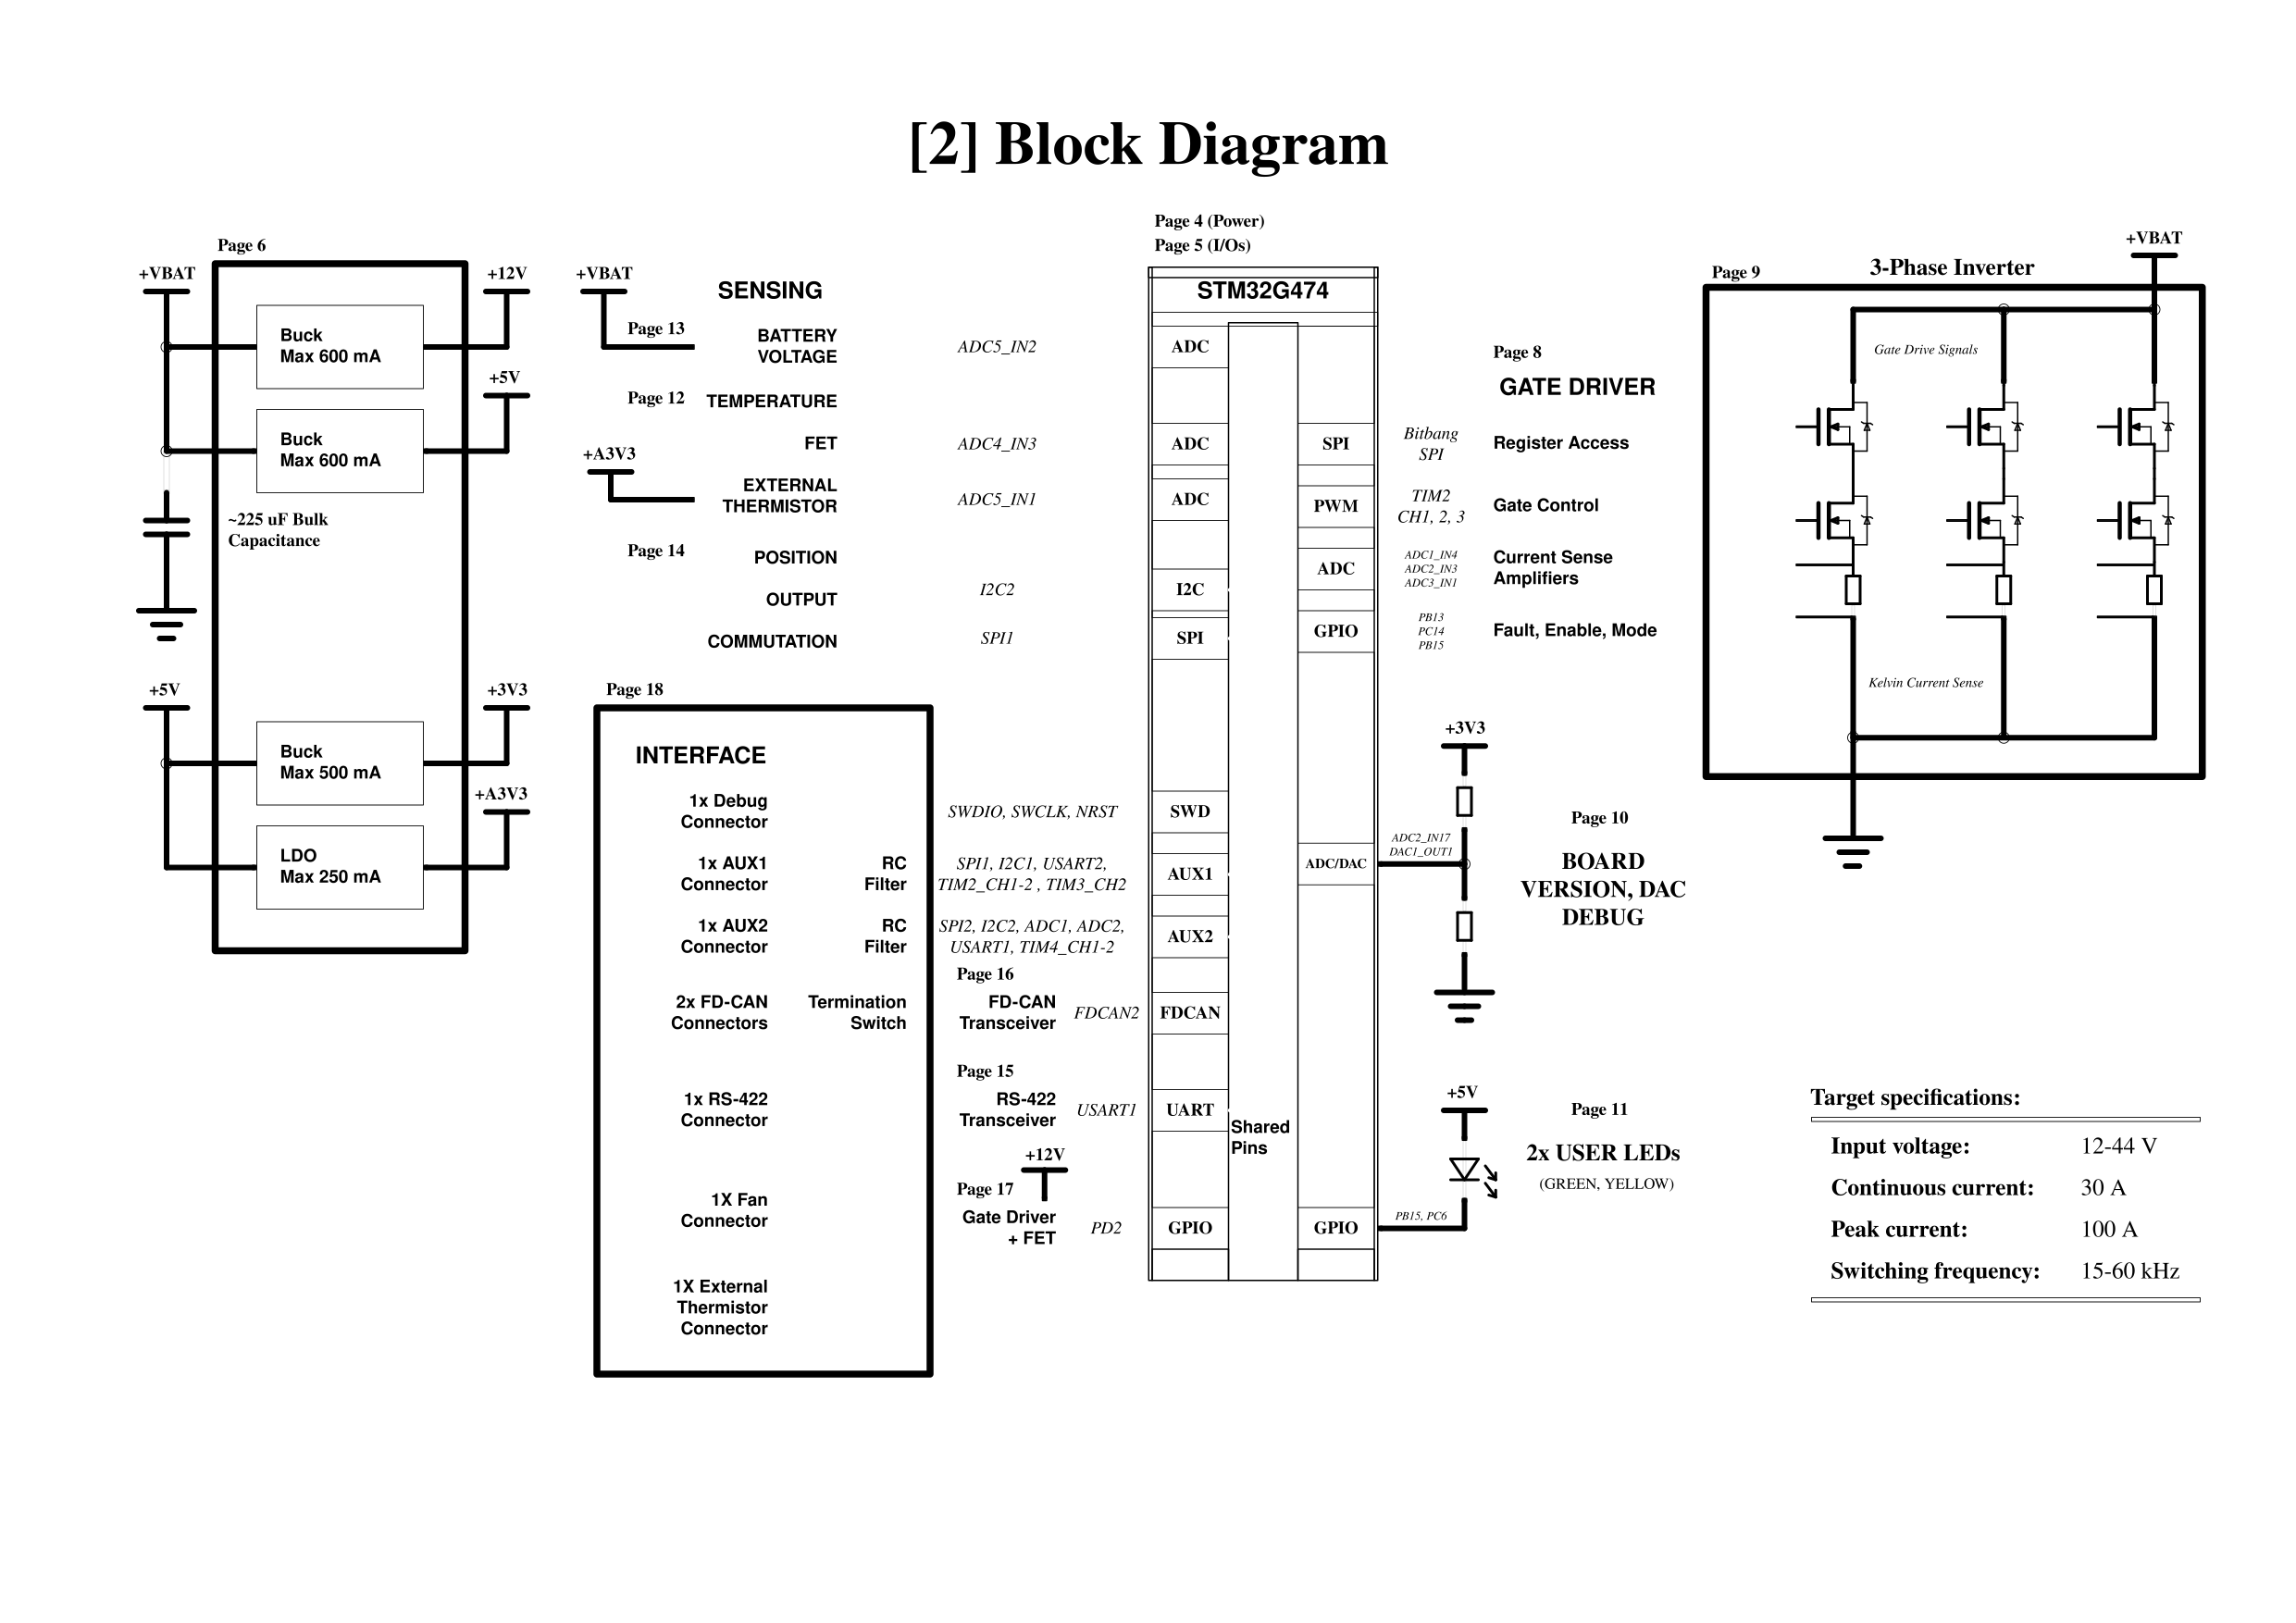 [2] Block Diagram
Page 6
+VBAT
+12V
Buck
Max 600 mA
+5V
Buck
Max 600 mA
~225 uF Bulk
Capacitance
+5V
+3V3
Buck
Max 500 mA
+A3V3
LDO
Max 250 mA
+VBAT
SENSING
Page 13
BATTERY
VOLTAGE
ADC5_IN2
Page 12
TEMPERATURE
FET
ADC4_IN3
+A3V3
EXTERNAL
THERMISTOR
ADC5_IN1
Page 14
POSITION
OUTPUT
I2C2
COMMUTATION
SPI1
Page 18
INTERFACE
1x Debug
Connector
SWDIO, SWCLK, NRST
1x AUX1
Connector
RC
Filter
SPI1, I2C1, USART2,
TIM2_CH1-2 , TIM3_CH2
1x AUX2
Connector
RC
Filter
SPI2, I2C2, ADC1, ADC2,
USART1, TIM4_CH1-2
Page 16
2x FD-CAN
Connectors
Termination
Switch
FD-CAN
Transceiver
FDCAN2
Page 15
1x RS-422
Connector
RS-422
Transceiver
USART1
+12V
Page 17
1X Fan
Connector
Gate Driver
+ FET
PD2
1X External
Thermistor
Connector
Page 4 (Power)
Page 5 (I/Os)
STM32G474
ADC
ADC
ADC
I2C
SPI
SWD
AUX1
AUX2
FDCAN
UART
GPIO
Shared
Pins
SPI
PWM
ADC
GPIO
ADC/DAC
GPIO
Page 8
GATE DRIVER
Bitbang
SPI
Register Access
TIM2
CH1, 2, 3
Gate Control
ADC1_IN4
ADC2_IN3
ADC3_IN1
Current Sense
Amplifiers
PB13
PC14
PB15
Fault, Enable, Mode
+3V3
ADC2_IN17
DAC1_OUT1
Page 10
BOARD
VERSION, DAC
DEBUG
+5V
PB15, PC6
Page 11
2x USER LEDs
(GREEN, YELLOW)
Page 9
3-Phase Inverter
+VBAT
Gate Drive Signals
Kelvin Current Sense
Target specifications:
Input voltage: 12-44 V
Continuous current: 30 A
Peak current: 100 A
Switching frequency: 15-60 kHz